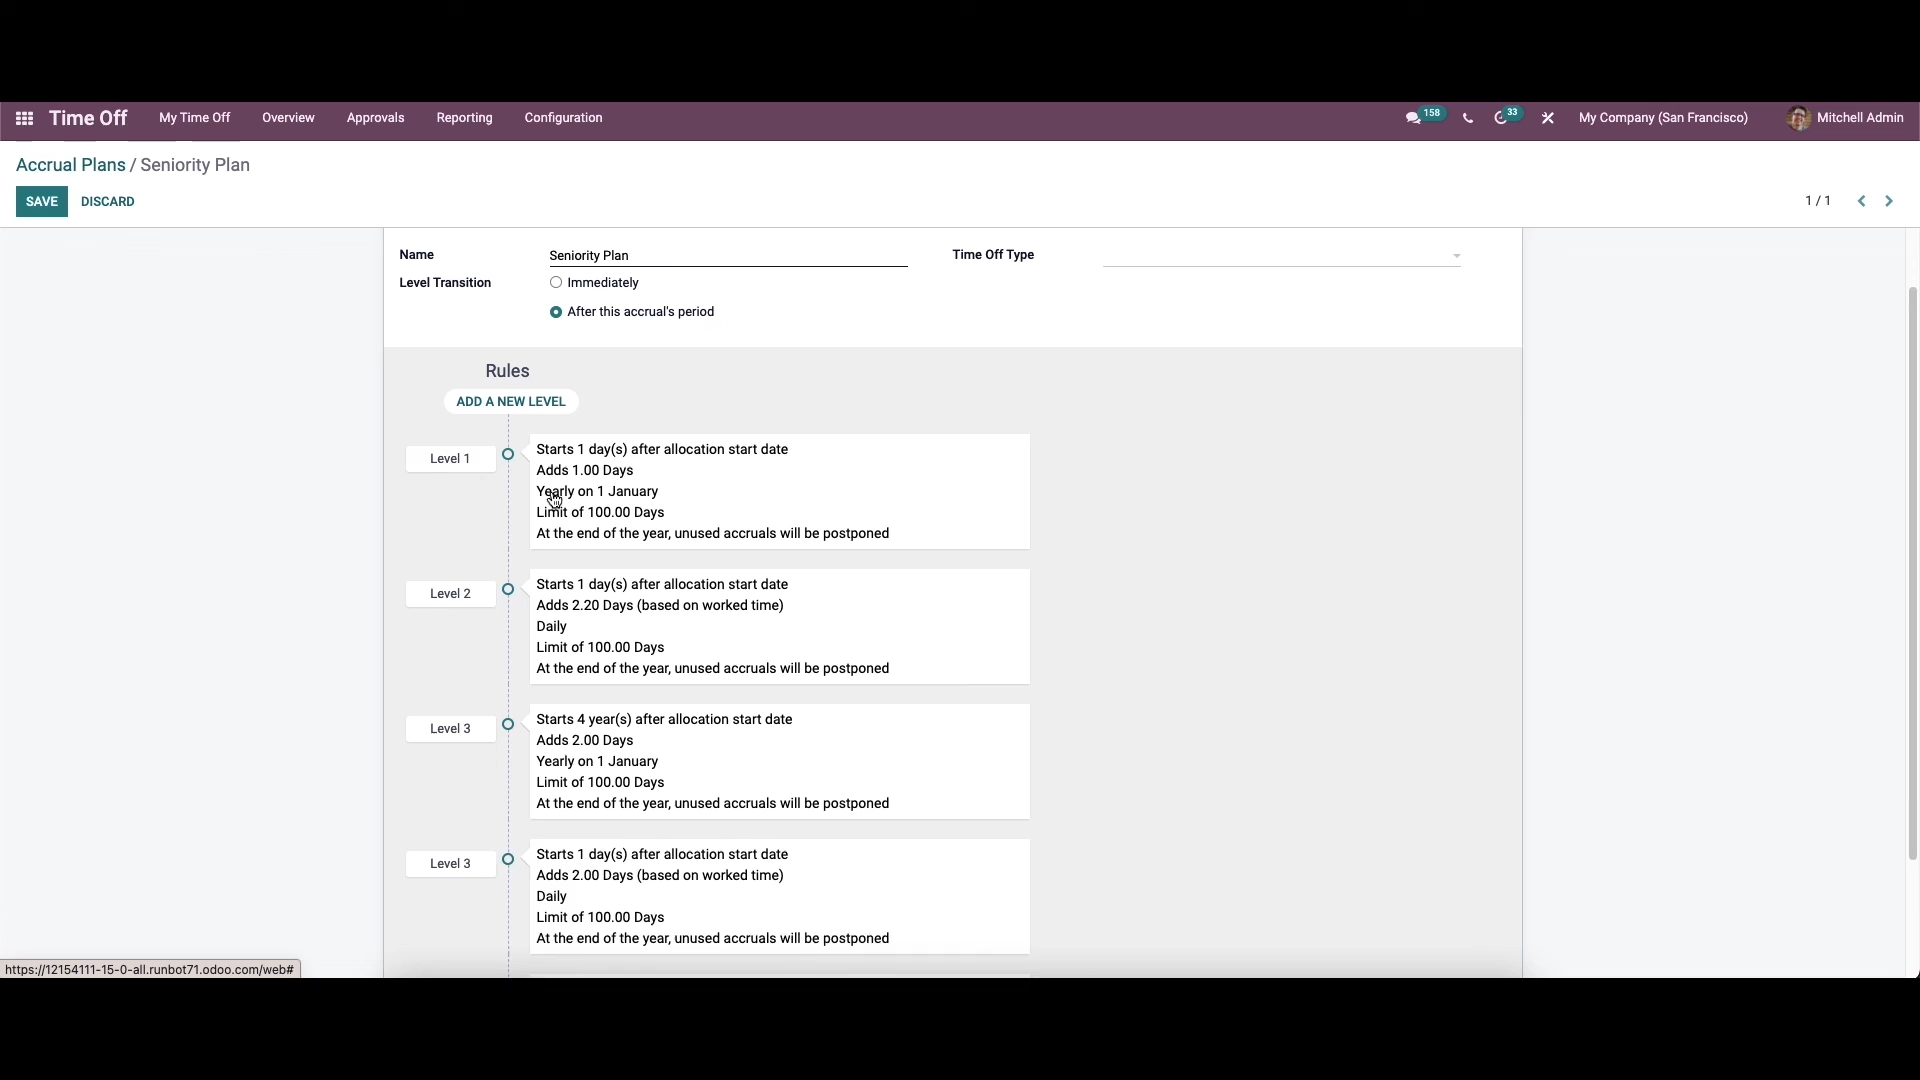 Time Off My Time Off Overview Approvals Reporting Configuration 158 33 My Company (San Francisco) Mitchell Admin
Accrual Plans / Seniority Plan
SAVE DISCARD 1 / 1
Name Seniority Plan Time Off Type
Level Transition Immediately
After this accrual's period
Rules
ADD A NEW LEVEL
Level 1
Starts 1 day(s) after allocation start date
Adds 1.00 Days
Yearly on 1 January
Limit of 100.00 Days
At the end of the year, unused accruals will be postponed
Level 2
Starts 1 day(s) after allocation start date
Adds 2.20 Days (based on worked time)
Daily
Limit of 100.00 Days
At the end of the year, unused accruals will be postponed
Level 3
Starts 4 year(s) after allocation start date
Adds 2.00 Days
Yearly on 1 January
Limit of 100.00 Days
At the end of the year, unused accruals will be postponed
Level 3
Starts 1 day(s) after allocation start date
Adds 2.00 Days (based on worked time)
Daily
Limit of 100.00 Days
At the end of the year, unused accruals will be postponed
https://12154111-15-0-all.runbot71.odoo.com/web#